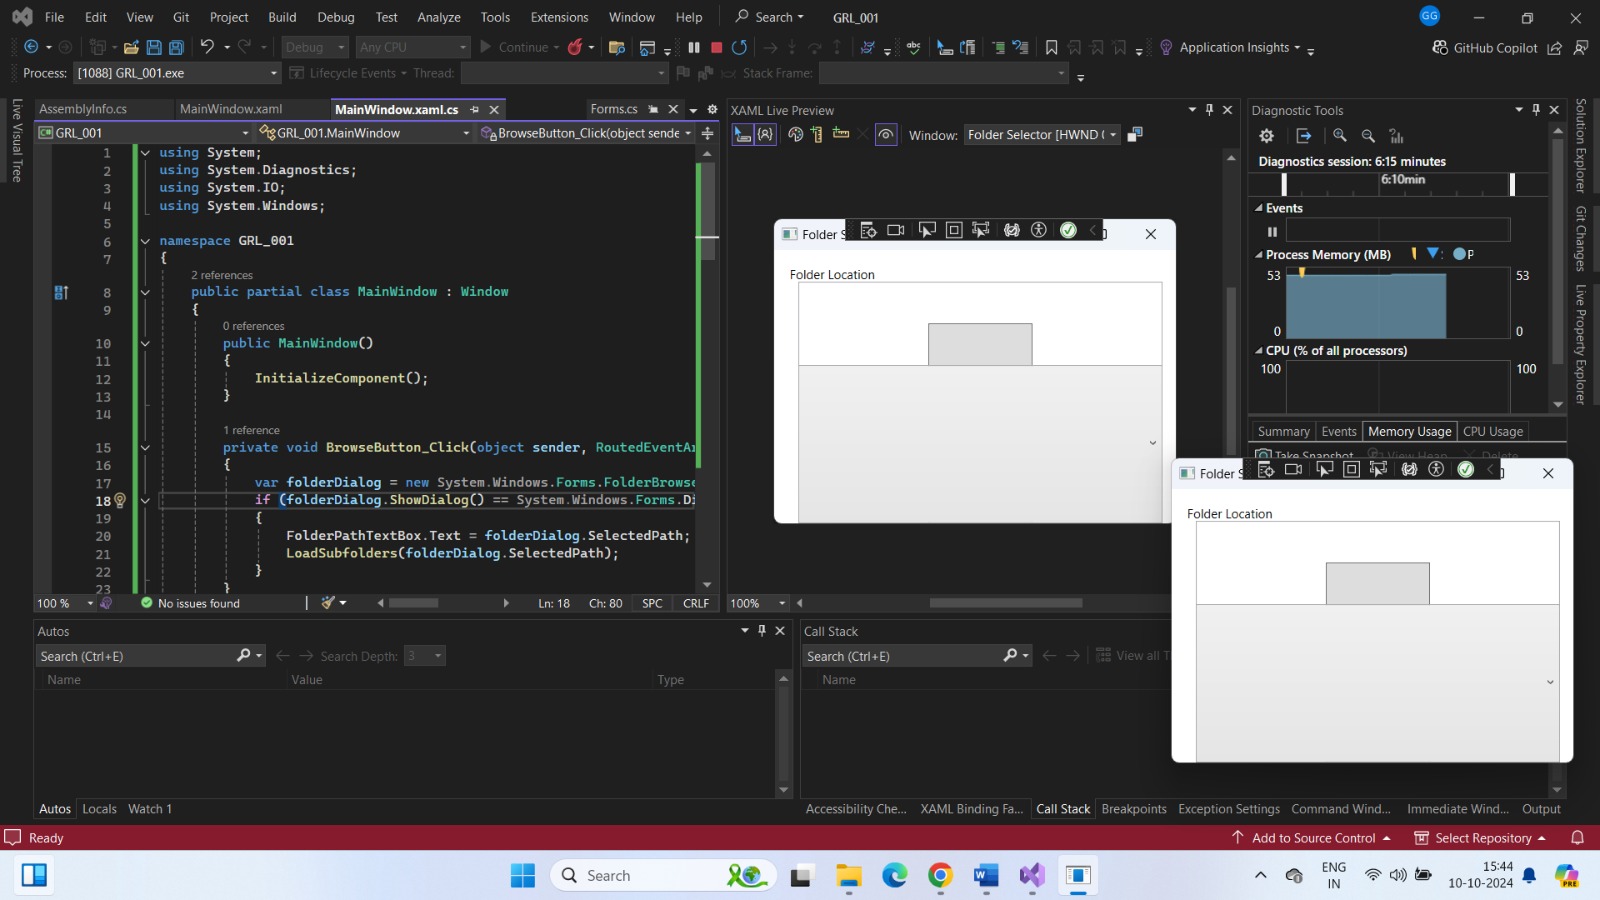 File Edit View Git Project Build Debug Test Analyze Tools Extensions Window Help Search GRL_001 GG
Debug Any CPU Continue Application Insights GitHub Copilot
Process: [1088] GRL_001.exe Lifecycle Events Thread: Stack Frame:
Live Visual Tree
AssemblyInfo.cs MainWindow.xaml MainWindow.xaml.cs Forms.cs
GRL_001 GRL_001.MainWindow BrowseButton_Click(object sende
1 using System;
2 using System.Diagnostics;
3 using System.IO;
4 using System.Windows;
5
6 namespace GRL_001
7 {
2 references
8 public partial class MainWindow : Window
9 {
0 references
10 public MainWindow()
11 {
12 InitializeComponent();
13 }
14
1 reference
15 private void BrowseButton_Click(object sender, RoutedEventAr
16 {
17 var folderDialog = new System.Windows.Forms.FolderBrowse
18 if (folderDialog.ShowDialog() == System.Windows.Forms.Di
19 {
20 FolderPathTextBox.Text = folderDialog.SelectedPath;
21 LoadSubfolders(folderDialog.SelectedPath);
22 }
23 }
100 % No issues found Ln: 18 Ch: 80 SPC CRLF
XAML Live Preview
Window: Folder Selector [HWND (
Folder S
Folder Location
100%
Diagnostic Tools
Diagnostics session: 6:15 minutes
6:10min
Events
Process Memory (MB) P
53 53
0 0
CPU (% of all processors)
100 100
Summary Events Memory Usage CPU Usage
Take Snapshot View Heap Delete
Folder S
Folder Location
Solution Explorer
Git Changes
Live Property Explorer
Autos
Search (Ctrl+E) Search Depth: 3
Name Value Type
Autos Locals Watch 1
Call Stack
Search (Ctrl+E) View all T
Name
Accessibility Che... XAML Binding Fa... Call Stack Breakpoints Exception Settings Command Wind... Immediate Wind... Output
Ready Add to Source Control Select Repository
Search ENG 15:44
IN 10-10-2024
PRE